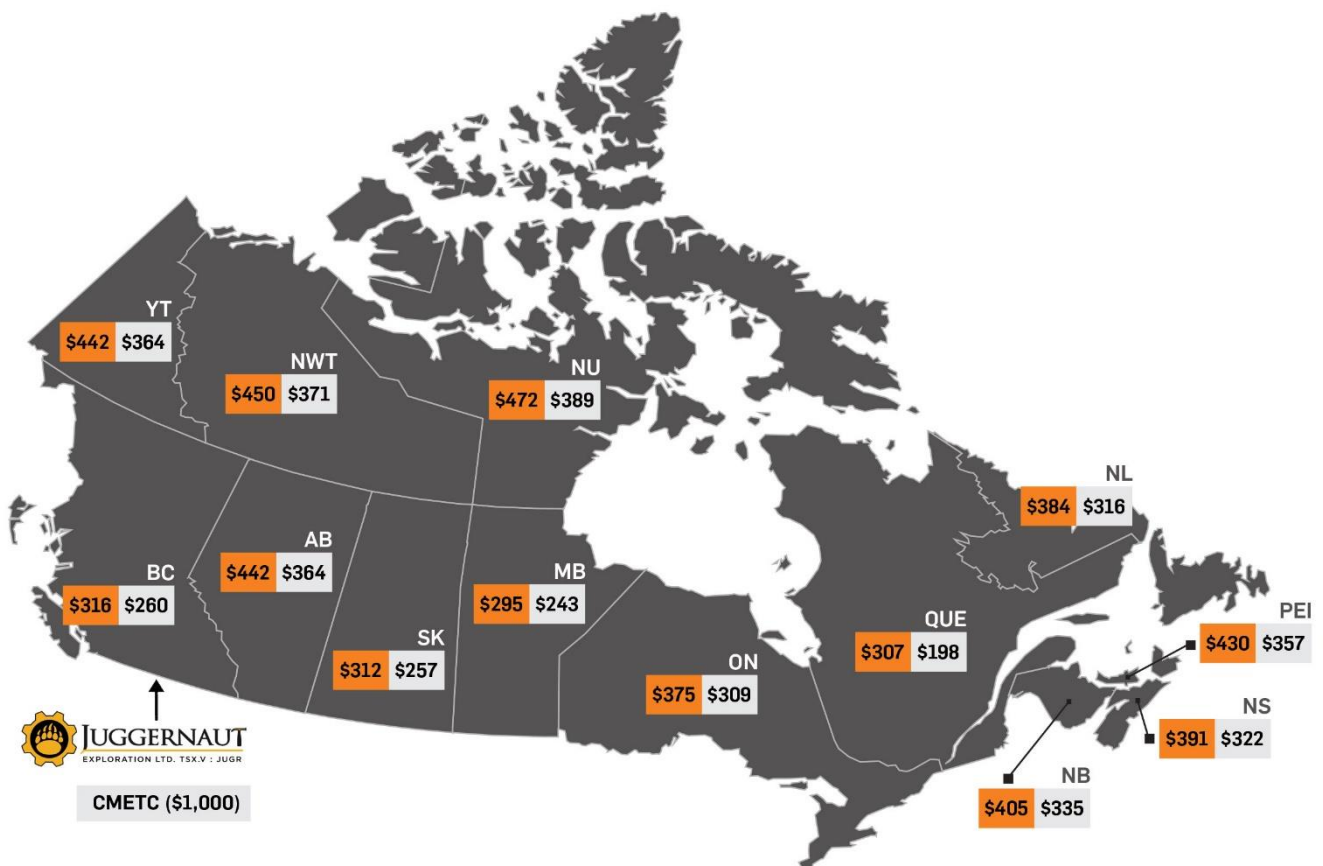 YT
$442 $364
NWT
$450 $371
NU
$472 $389
NL
$384 $316
AB
$442 $364
BC
$316 $260
MB
$295 $243
SK
$312 $257
ON
$375 $309
QUE
$307 $198
PEI
$430 $357
NS
$391 $322
NB
$405 $335
JUGGERNAUT
EXPLORATION LTD. TSX.V : JUGR
CMETC ($1,000)